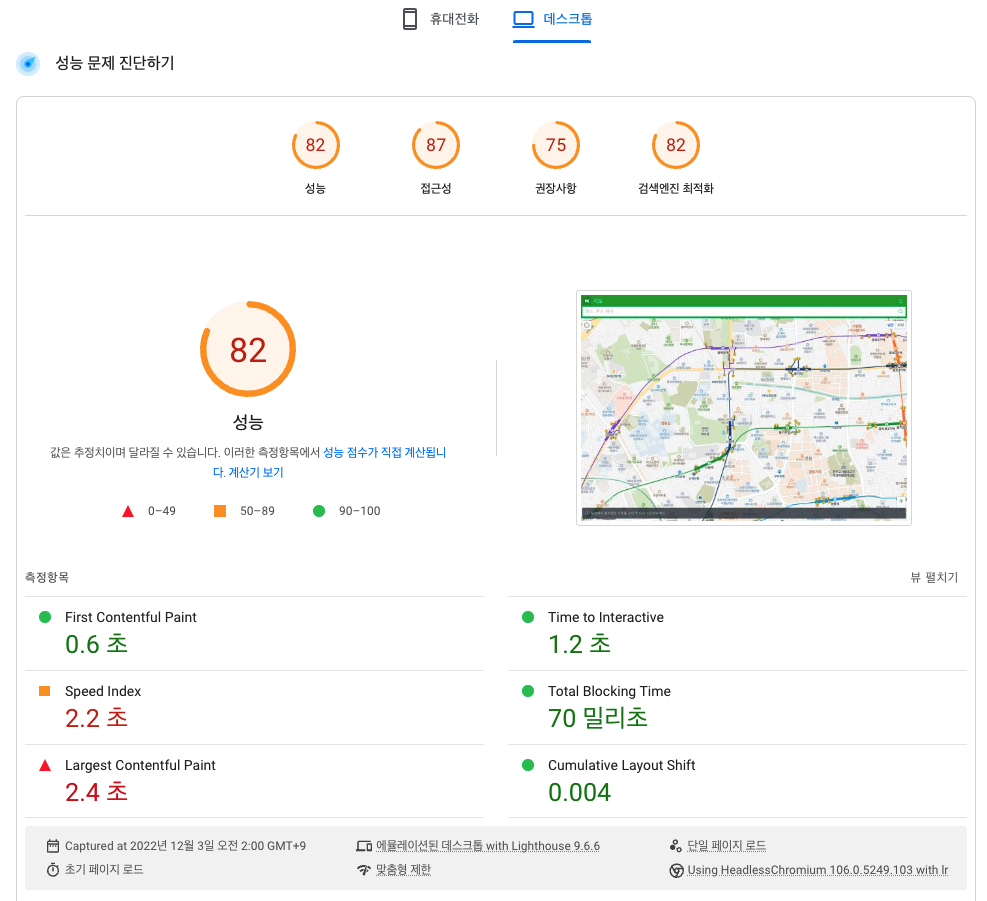 휴대전화
데스크톱
성능 문제 진단하기
82
87
75
82
성능
접근성
권장사항
검색엔진 최적화
82
성능
값은 추정치이며 달라질 수 있습니다. 이러한 측정항목에서 성능 점수가 직접 계산됩니
다. 계산기 보기
0–49
50–89
90–100
지도
측정항목
뷰 펼치기
First Contentful Paint
0.6 초
Time to Interactive
1.2 초
Speed Index
2.2 초
Total Blocking Time
70 밀리초
Largest Contentful Paint
2.4 초
Cumulative Layout Shift
0.004
Captured at 2022년 12월 3일 오전 2:00 GMT+9
에뮬레이션된 데스크톱 with Lighthouse 9.6.6
단일 페이지 로드
초기 페이지 로드
맞춤형 제한
Using HeadlessChromium 106.0.5249.103 with lr